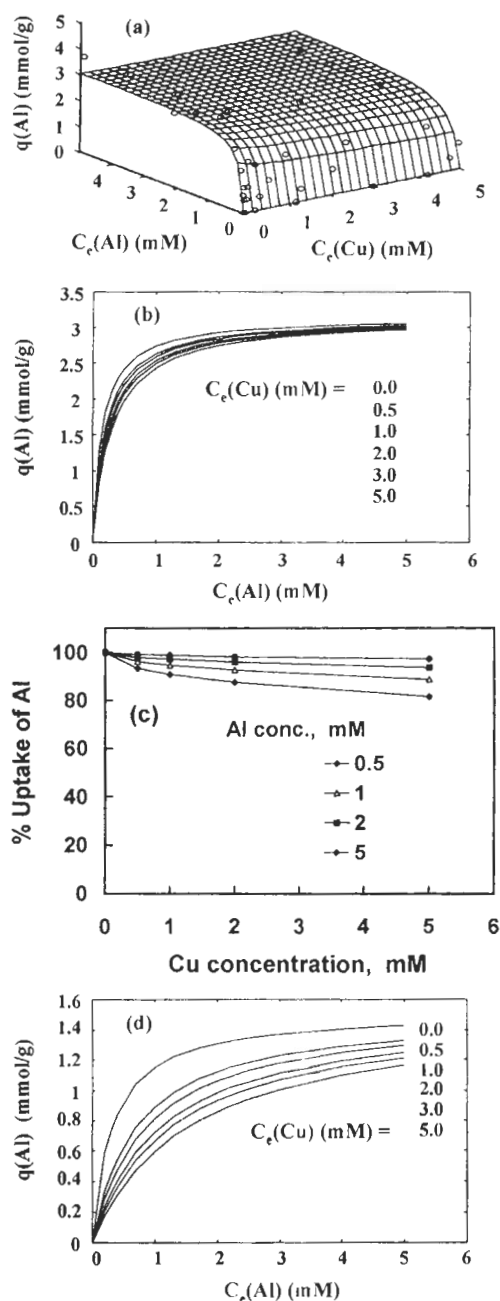 (a)
q(Al) (mmol/g)
5
4
3
2
1
0
4
3
2
1
0
0
1
2
3
4
5
Ce(Al) (mM)
Ce(Cu) (mM)
(b)
q(Al) (mmol/g)
3.5
3
2.5
2
1.5
1
0.5
0
Ce(Cu) (mM) = 0.0
0.5
1.0
2.0
3.0
5.0
0 1 2 3 4 5 6
Ce(Al) (mM)
(c)
% Uptake of Al
100
80
60
40
20
0
Al conc., mM
0.5
1
2
5
0 1 2 3 4 5 6
Cu concentration, mM
(d)
q(Al) (mmol/g)
1.6
1.4
1.2
1
0.8
0.6
0.4
0.2
0
0.0
0.5
1.0
2.0
3.0
Ce(Cu) (mM) = 5.0
0 1 2 3 4 5 6
Ce(Al) (mM)